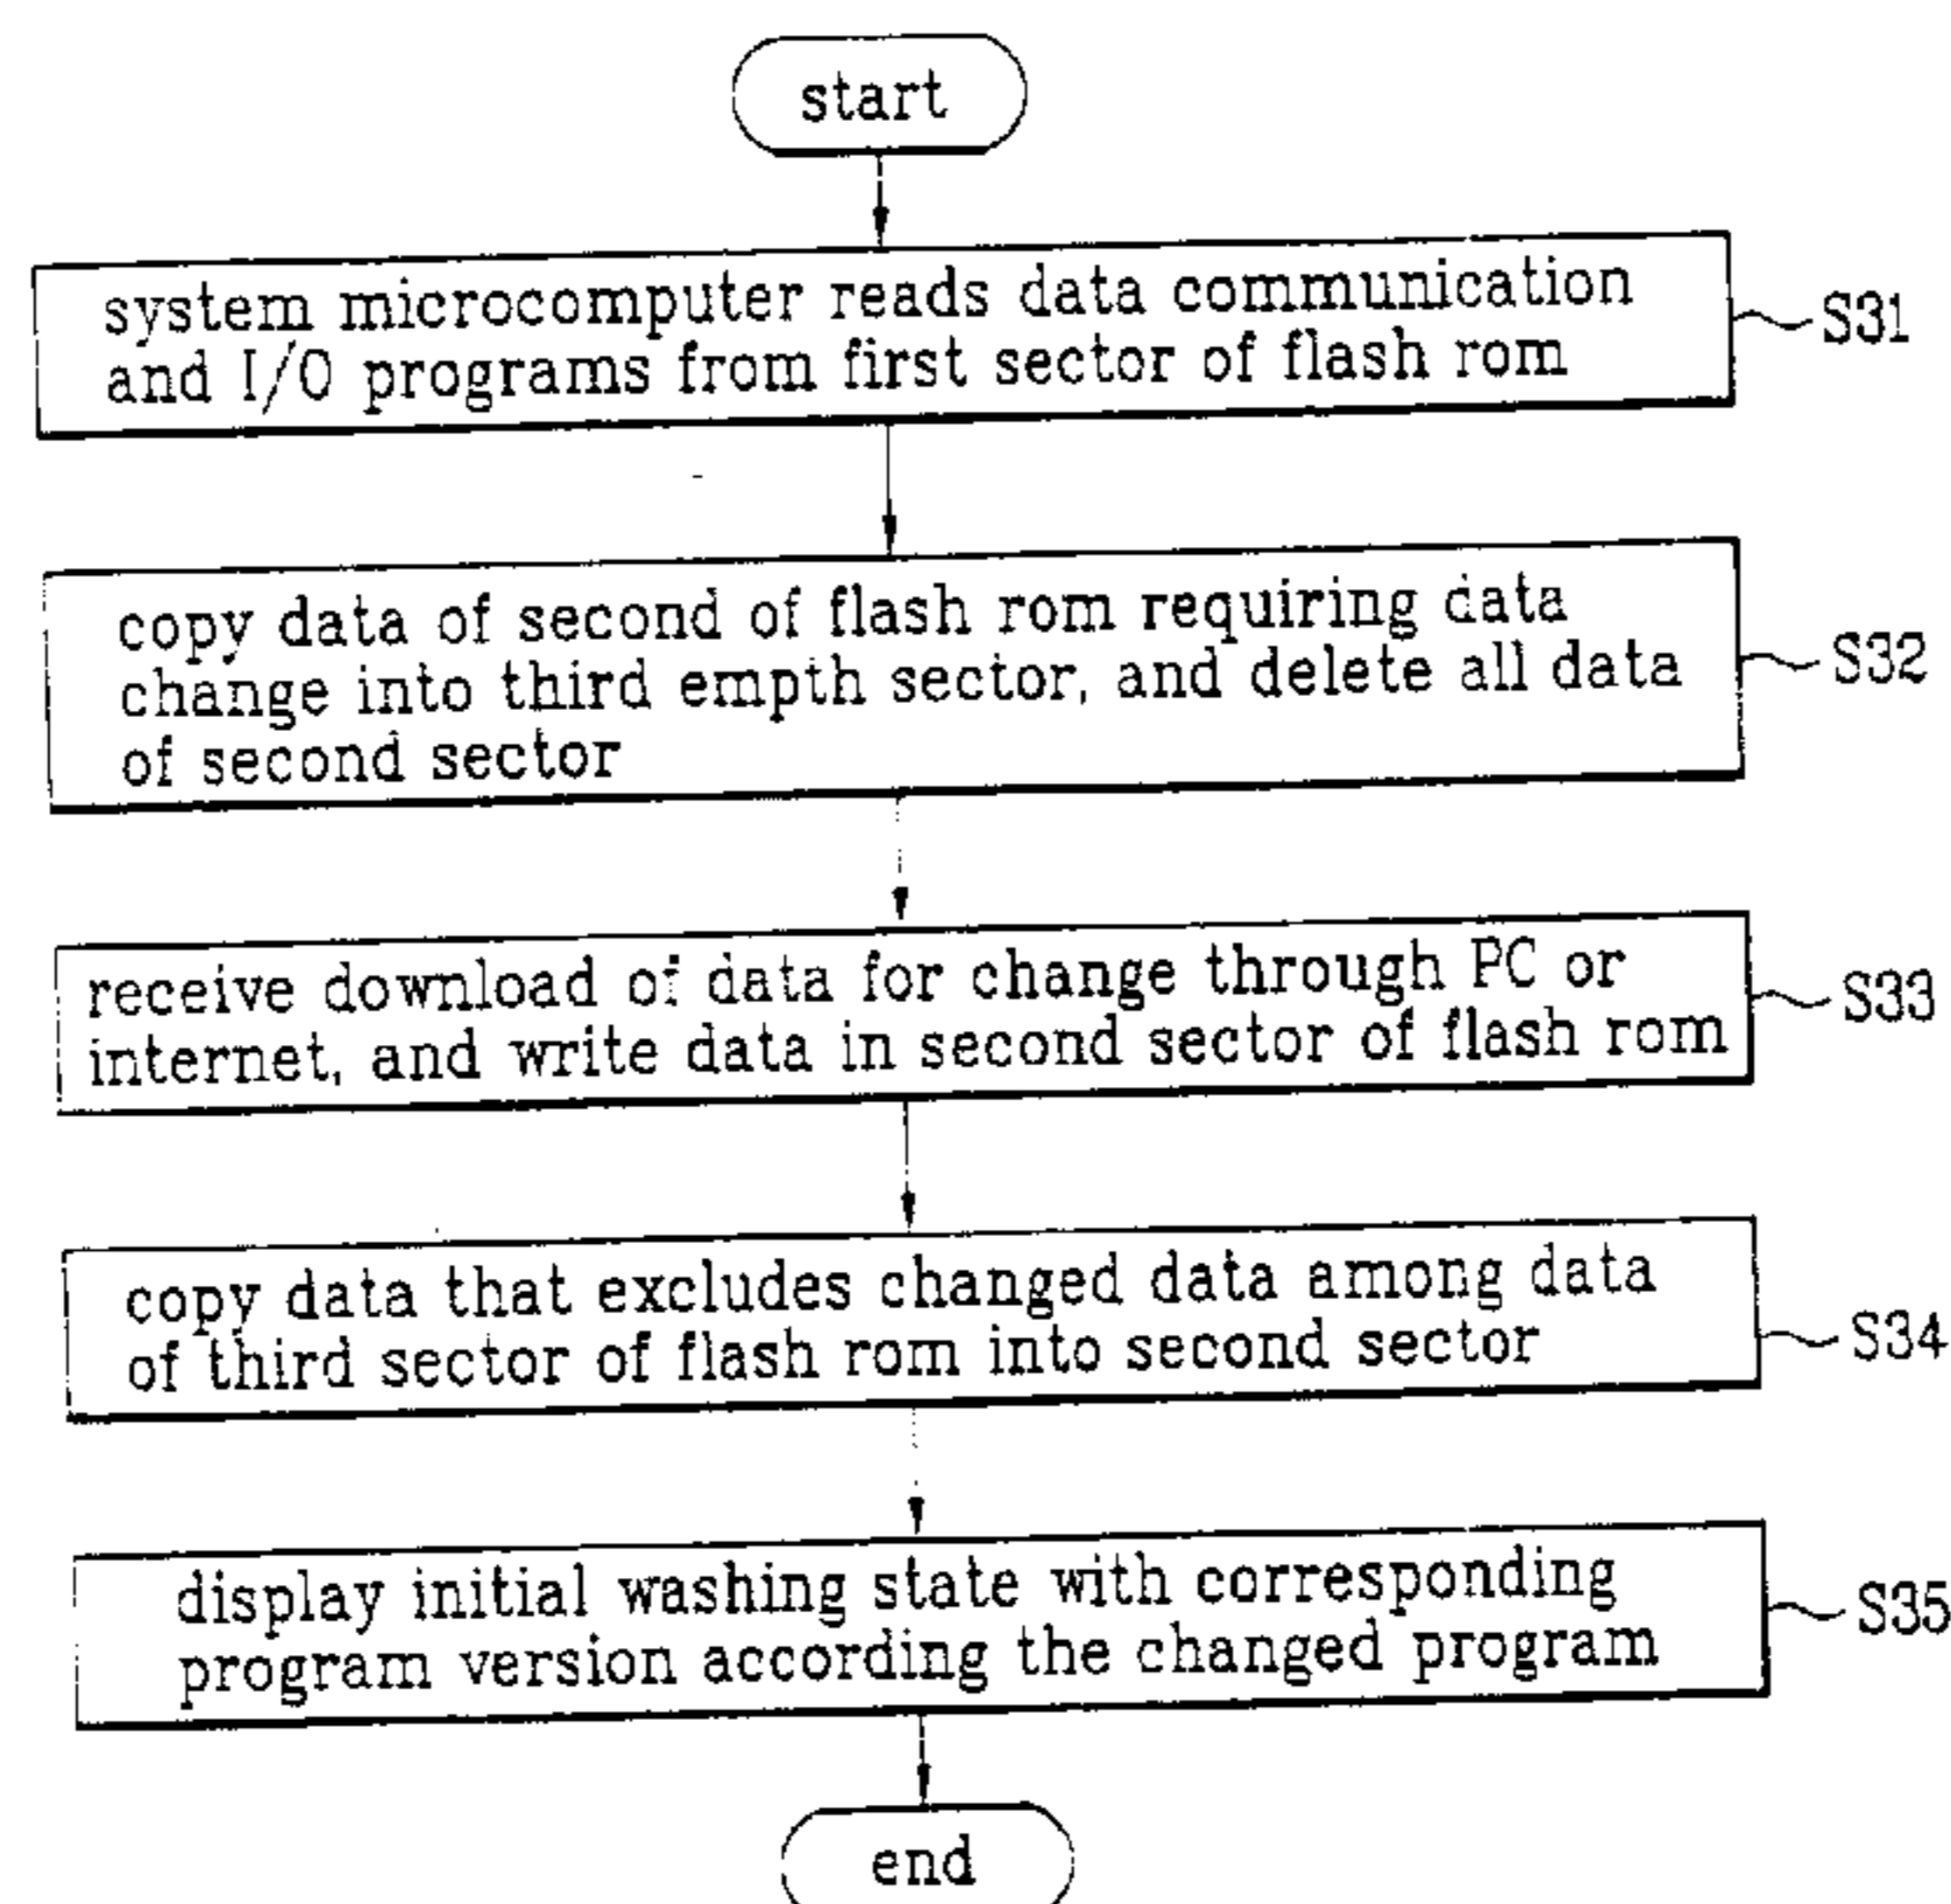 start
system microcomputer reads data communication
and I/O programs from first sector of flash rom
S31
copy data of second of flash rom requiring data
change into third empth sector, and delete all data
of second sector
S32
receive download of data for change through PC or
internet, and write data in second sector of flash rom
S33
copy data that excludes changed data among data
of third sector of flash rom into second sector
S34
display initial washing state with corresponding
program version according the changed program
S35
end